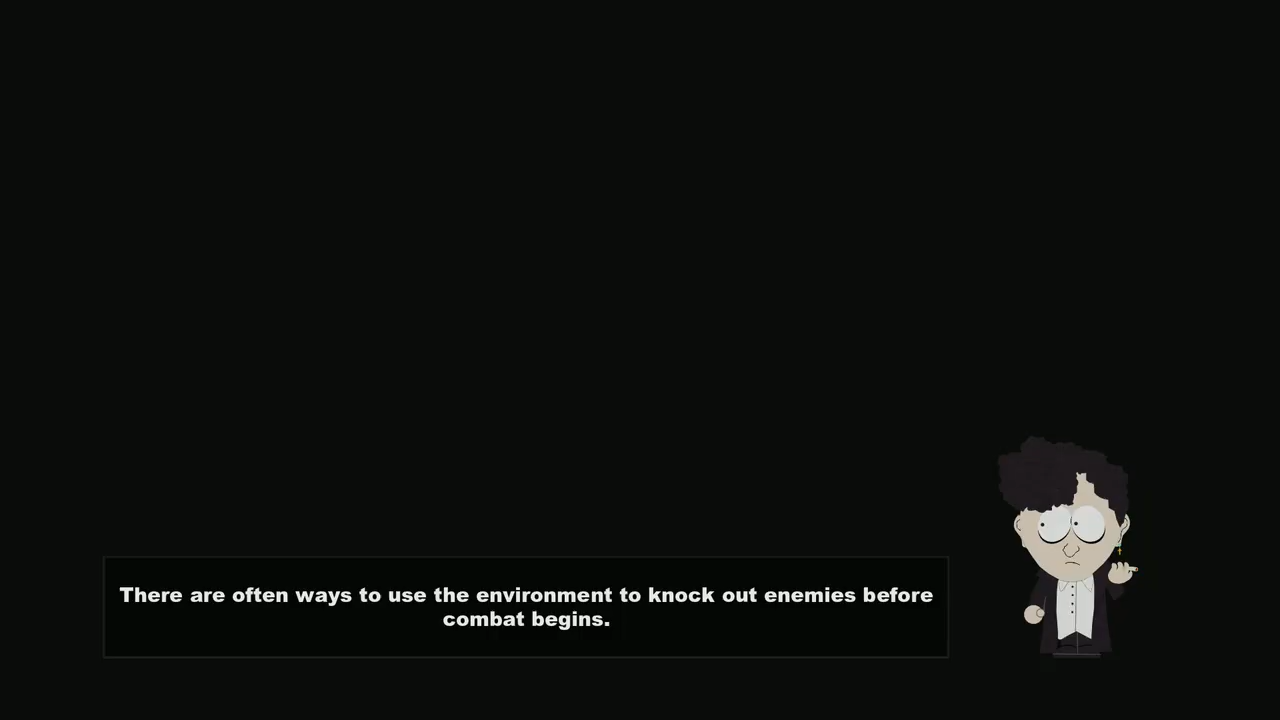 There are often ways to use the environment to knock out enemies before
combat begins.